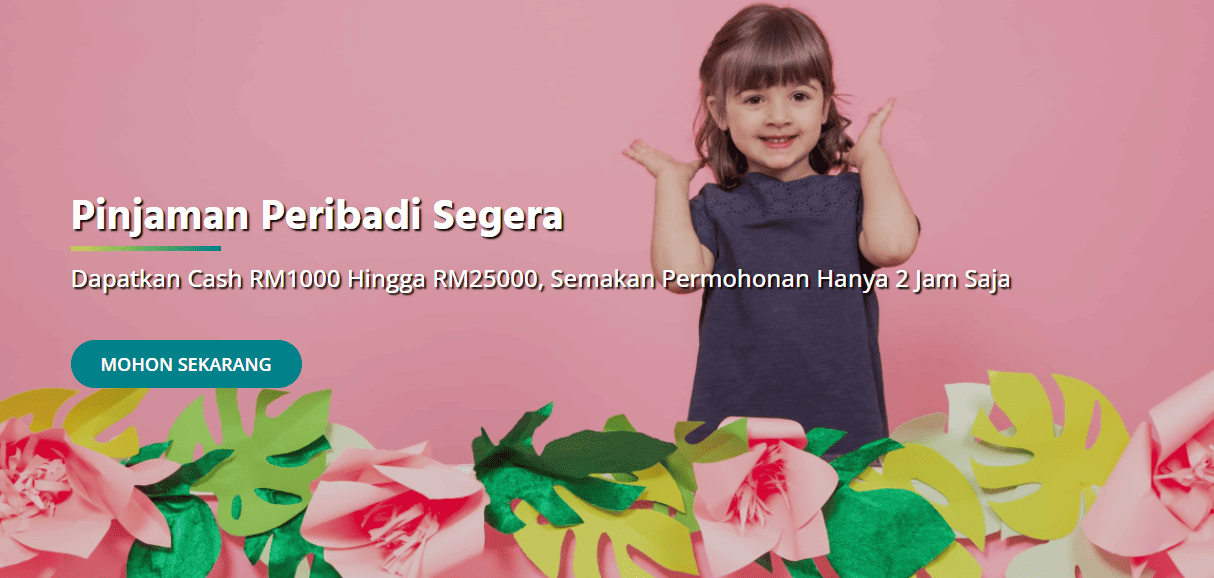 Pinjaman Peribadi Segera
Dapatkan Cash RM1000 Hingga RM25000, Semakan Permohonan Hanya 2 Jam Saja
MOHON SEKARANG